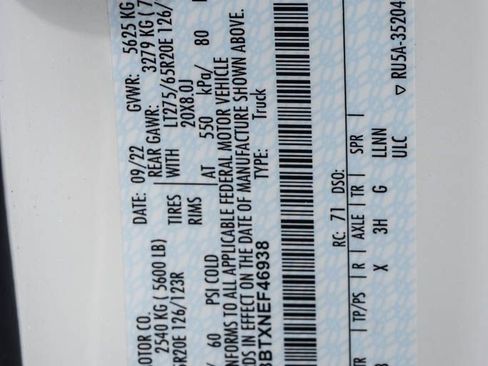 OTOR CO. DATE: 09/22 GVWR: 5625 KG
2540 KG ( 5600 LB) REAR GAWR: 3279 KG (7
5R20E 126/123R TIRES WITH LT275/65R20E 126/
RIMS 20X8.0J
/ 60 PSI COLD AT 550 kPa/ 80
NFORMS TO ALL APPLICABLE FEDERAL MOTOR VEHICLE
DS IN EFFECT ON THE DATE OF MANUFACTURE SHOWN ABOVE.
BTXNEF46938 TYPE: Truck
RC: 71 DSO:
TR | TP/PS | R | AXLE | TR | SPR |
X 3H G LLNN
ULC
▽ RU5A-35204